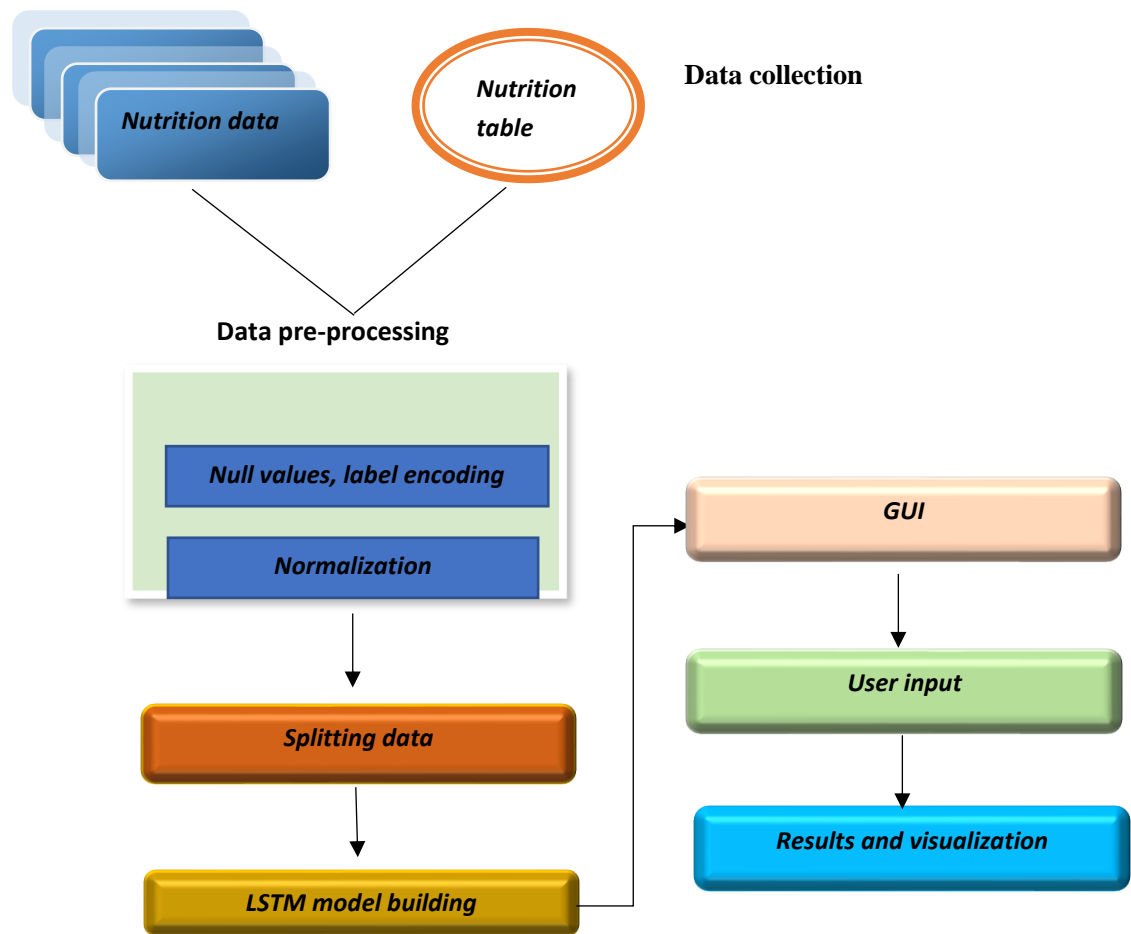 Nutrition data
Nutrition
table
Data collection
Data pre-processing
Null values, label encoding
Normalization
Splitting data
LSTM model building
GUI
User input
Results and visualization